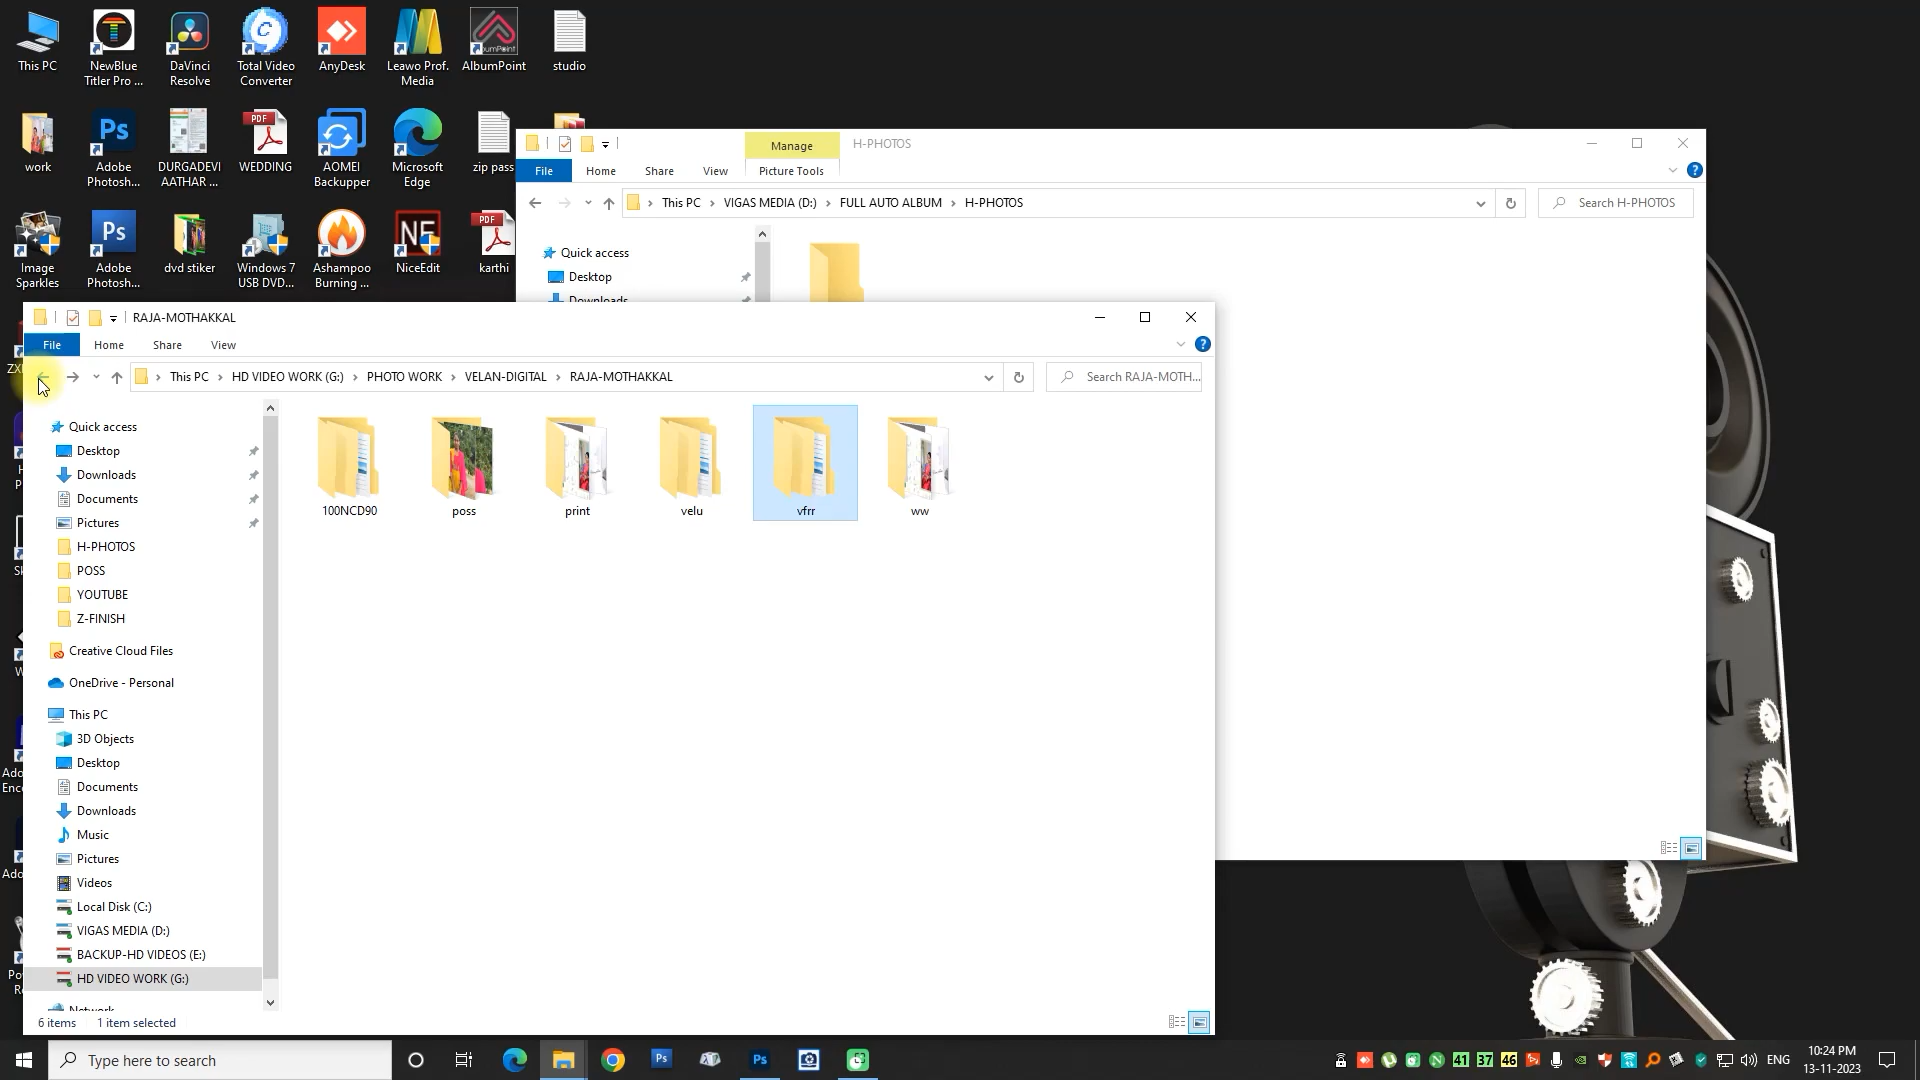 This PC
NewBlue
Titler Pro ...
DaVinci
Resolve
Total Video
Converter
AnyDesk
Leawo Prof.
Media
AlbumPoint
studio
work
Adobe
Photosh...
DURGADEVI
AATHAR ...
WEDDING
AOMEI
Backupper
Microsoft
Edge
zip pass
Image
Sparkles
Adobe
Photosh...
dvd stiker
Windows 7
USB DVD...
Ashampoo
Burning ...
NiceEdit
karthi
Manage
H-PHOTOS
File
Home
Share
View
Picture Tools
This PC
VIGAS MEDIA (D:)
FULL AUTO ALBUM
H-PHOTOS
Search H-PHOTOS
Quick access
Desktop
Downloads
RAJA-MOTHAKKAL
File
Home
Share
View
This PC
HD VIDEO WORK (G:)
PHOTO WORK
VELAN-DIGITAL
RAJA-MOTHAKKAL
Search RAJA-MOTH...
Quick access
Desktop
Downloads
Documents
Pictures
H-PHOTOS
POSS
YOUTUBE
Z-FINISH
Creative Cloud Files
OneDrive - Personal
This PC
3D Objects
Desktop
Documents
Downloads
Music
Pictures
Videos
Local Disk (C:)
VIGAS MEDIA (D:)
BACKUP-HD VIDEOS (E:)
HD VIDEO WORK (G:)
Network
100NCD90
poss
print
velu
vfrr
ww
6 items
1 item selected
Type here to search
41
37
46
ENG
10:24 PM
13-11-2023